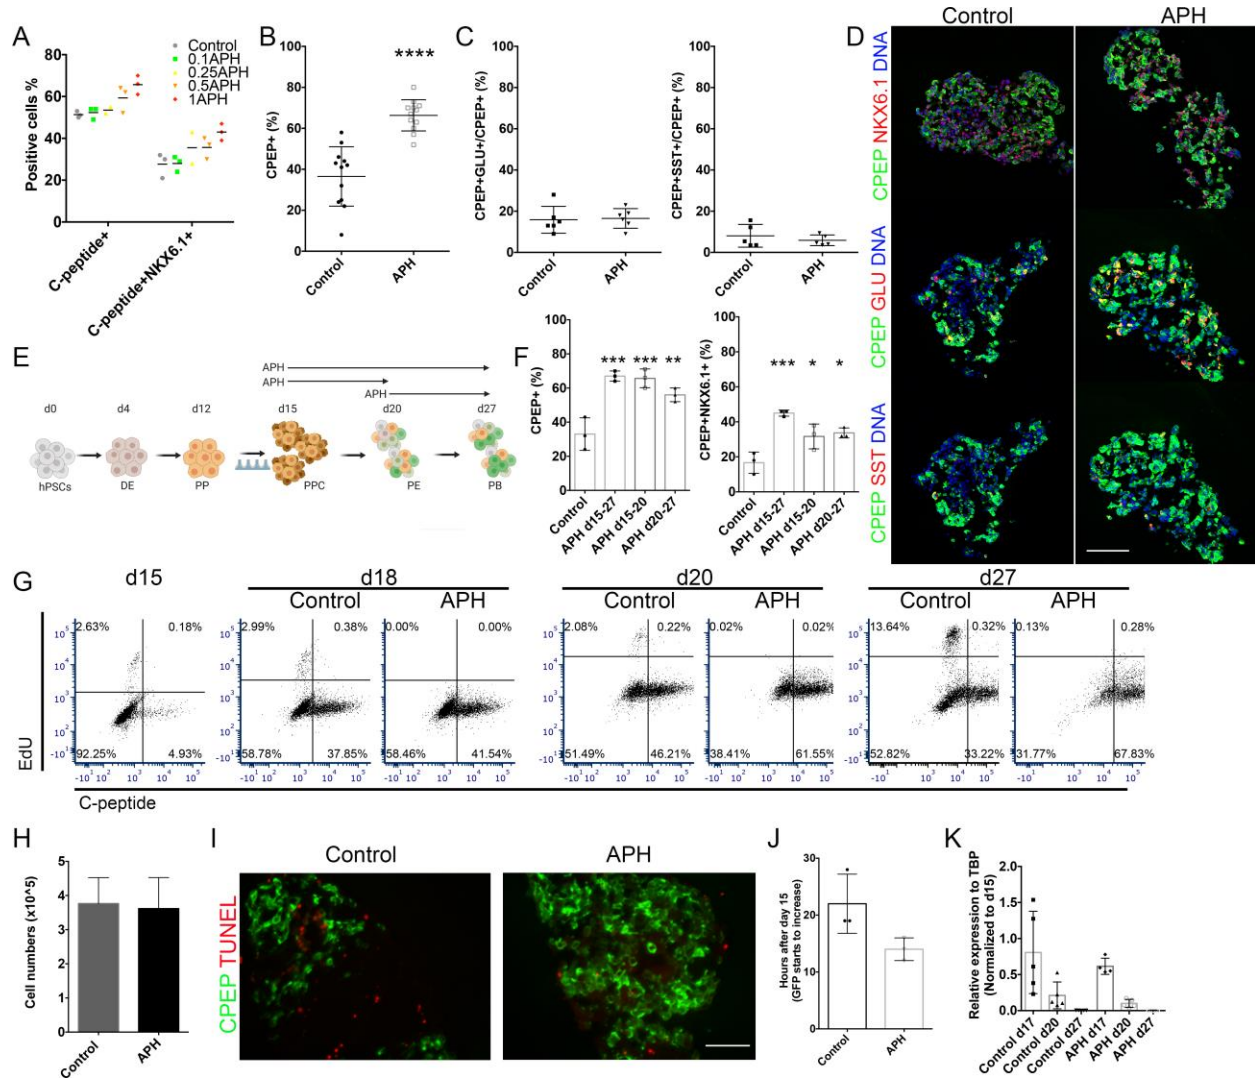 A
Positive cells %
80
60
40
20
0
Control
0.1APH
0.25APH
0.5APH
1APH
C-peptide+
C-peptide+NKX6.1+
B
CPEP+ (%)
100
80
60
40
20
0
****
Control
APH
C
CPEP+GLU+/CPEP+ (%)
100
80
60
40
20
0
Control
APH
CPEP+SST+/CPEP+ (%)
100
80
60
40
20
0
Control
APH
D
Control
APH
CPEP NKX6.1 DNA
CPEP GLU DNA
CPEP SST DNA
E
APH
APH
APH
d0
d4
d12
d15
d20
d27
hPSCs
DE
PP
PPC
PE
PB
F
CPEP+ (%)
100
80
60
40
20
0
***
***
**
Control
APH d15-27
APH d15-20
APH d20-27
CPEP+NKX6.1+ (%)
100
80
60
40
20
0
***
*
*
Control
APH d15-27
APH d15-20
APH d20-27
G
d15
d18
d20
d27
Control
APH
Control
APH
Control
APH
EdU
C-peptide
2.63%
0.18%
92.25%
4.93%
2.99%
0.38%
58.78%
37.85%
0.00%
0.00%
58.46%
41.54%
2.08%
0.22%
51.49%
46.21%
0.02%
0.02%
38.41%
61.55%
13.64%
0.32%
52.82%
33.22%
0.13%
0.28%
31.77%
67.83%
H
Cell numbers (x10^5)
5
4
3
2
1
0
Control
APH
I
Control
APH
CPEP TUNEL
J
Hours after day 15
(GFP starts to increase)
30
20
10
0
Control
APH
K
Relative expression to TBP
(Normalized to d15)
2.0
1.5
1.0
0.5
0.0
Control d17
Control d20
Control d27
APH d17
APH d20
APH d27